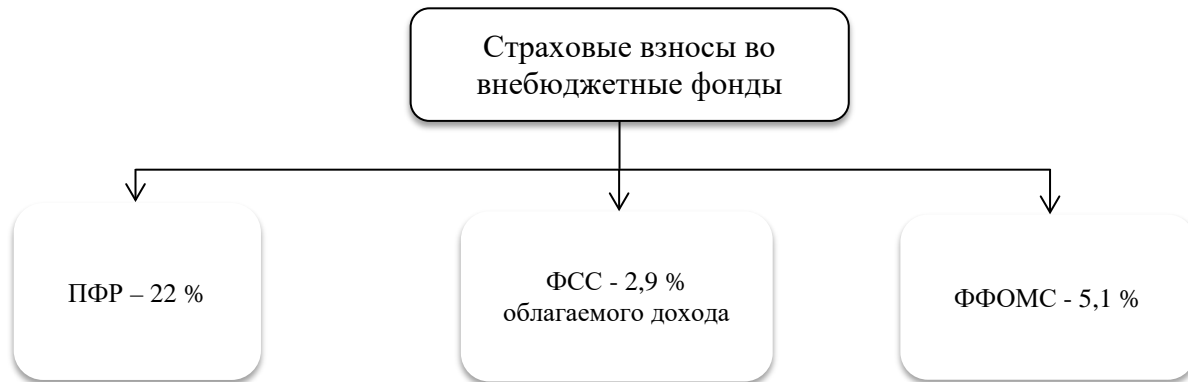 Страховые взносы во
внебюджетные фонды
ПФР – 22 %
ФСС - 2,9 %
облагаемого дохода
ФФОМС - 5,1 %